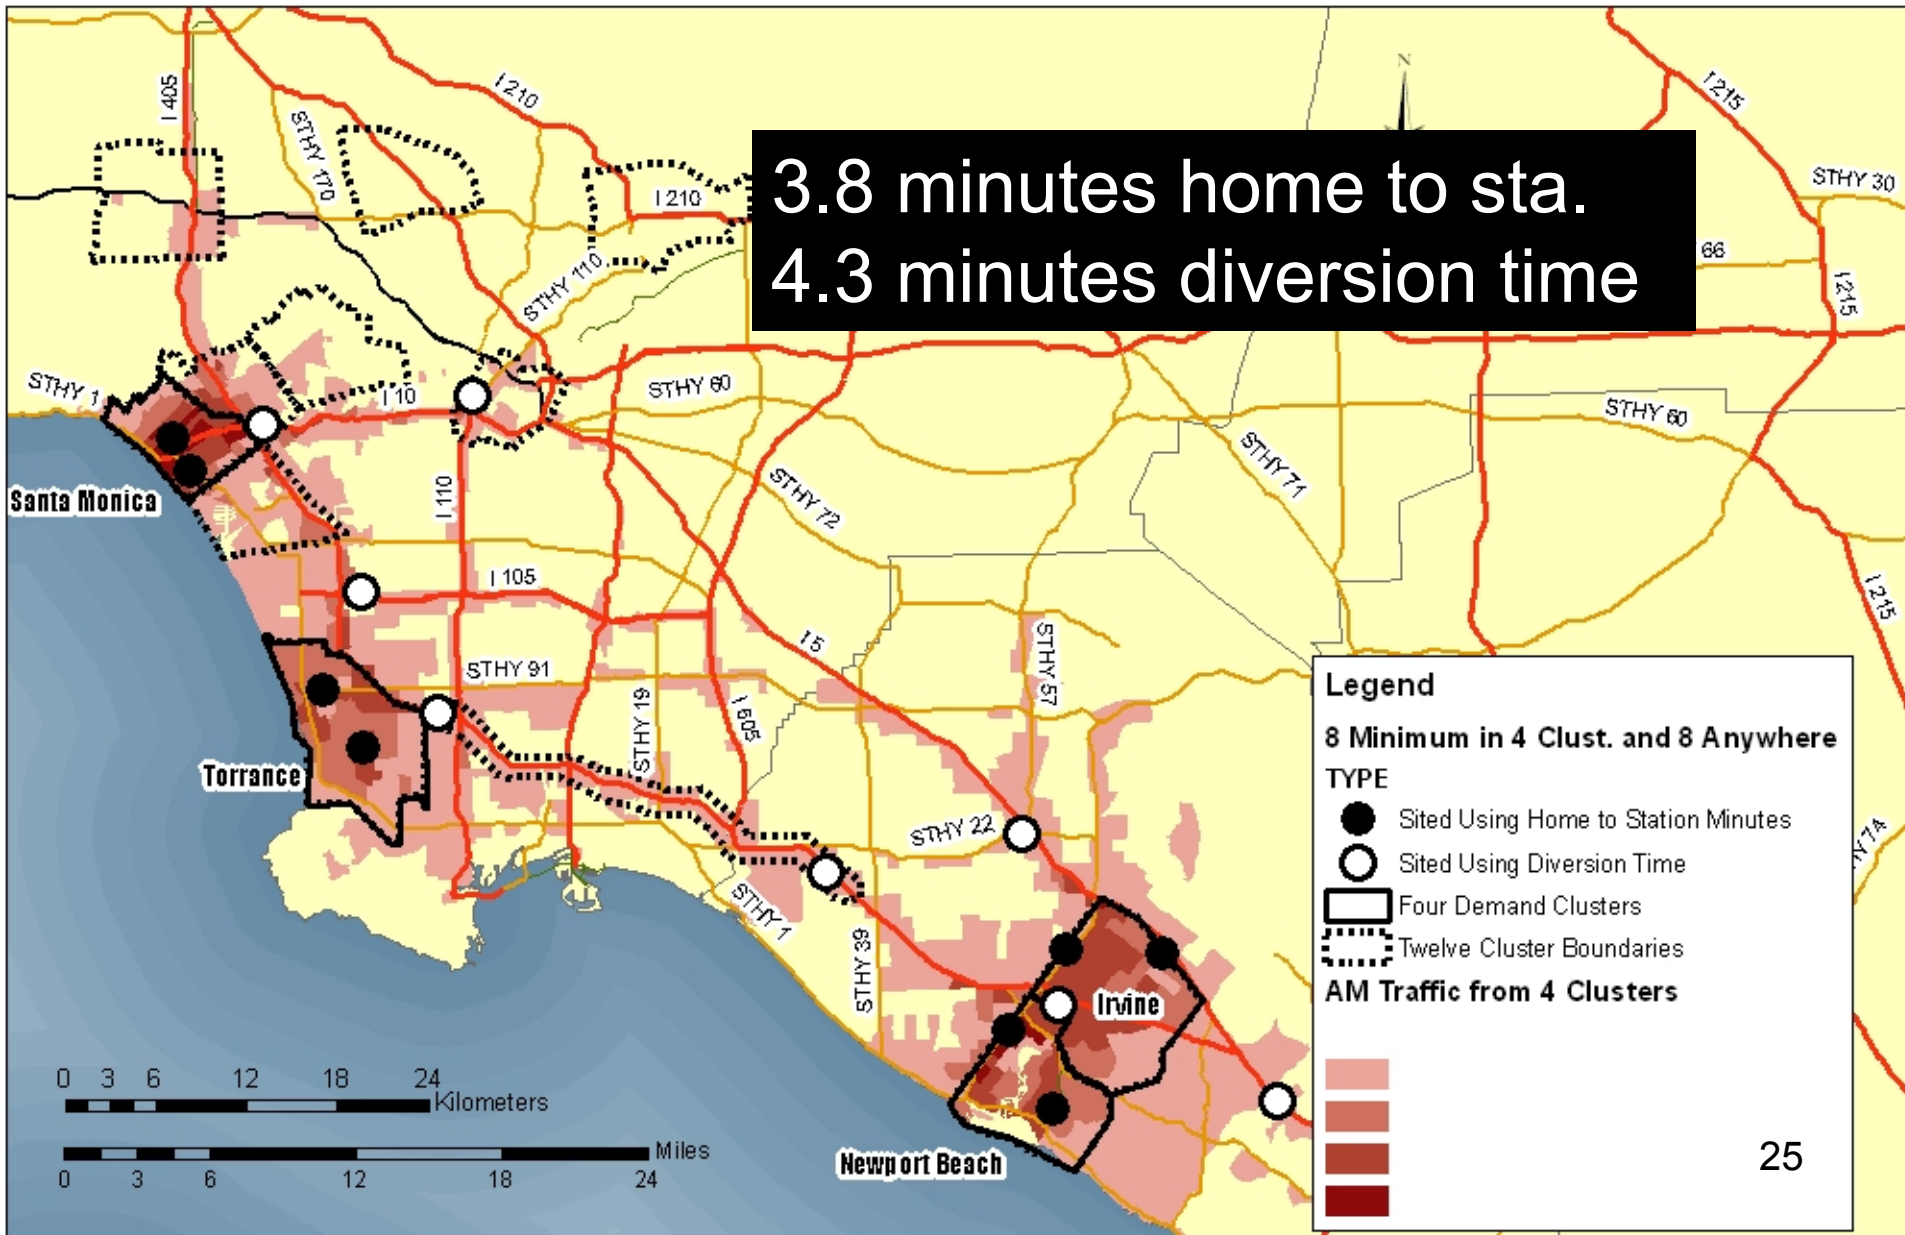 I 405
I 210
STHY 170
I 215
STHY 30
I 210
3.8 minutes home to sta.
4.3 minutes diversion time
66
I 215
STHY 110
N
STHY 1
I 10
STHY 60
STHY 60
STHY 71
STHY 72
I 110
Santa Monica
I 105
I 215
I 5
STHY 57
STHY 91
STHY 19
I 605
Torrance
STHY 22
STHY 1
STHY 39
Irvine
Newport Beach
Legend
8 Minimum in 4 Clust. and 8 Anywhere
TYPE
Sited Using Home to Station Minutes
Sited Using Diversion Time
Four Demand Clusters
Twelve Cluster Boundaries
AM Traffic from 4 Clusters
0 3 6 12 18 24
Kilometers
Miles
0 3 6 12 18 24
25